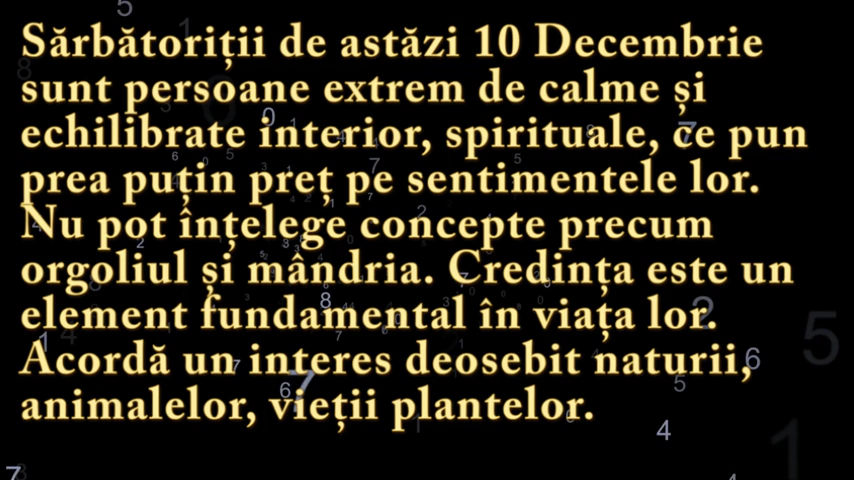 Sărbătoriții de astăzi 10 Decembrie
sunt persoane extrem de calme și
echilibrate interior, spirituale, ce pun
prea puțin preț pe sentimentele lor.
Nu pot înțelege concepte precum
orgoliul și mândria. Credința este un
element fundamental în viața lor.
Acordă un interes deosebit naturii,
animalelor, vieții plantelor.